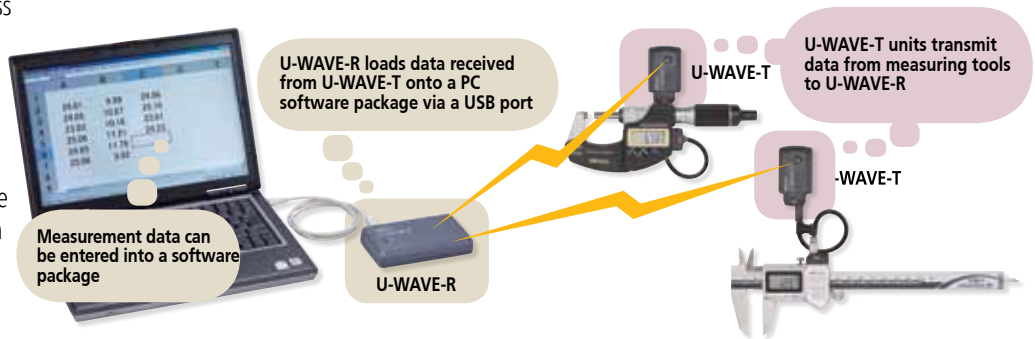 ss
U-WAVE-R loads data received
from U-WAVE-T onto a PC
software package via a USB port
U-WAVE-T
U-WAVE-T units transmit
data from measuring tools
to U-WAVE-R
-WAVE-T
e
Measurement data can
be entered into a software
package
U-WAVE-R